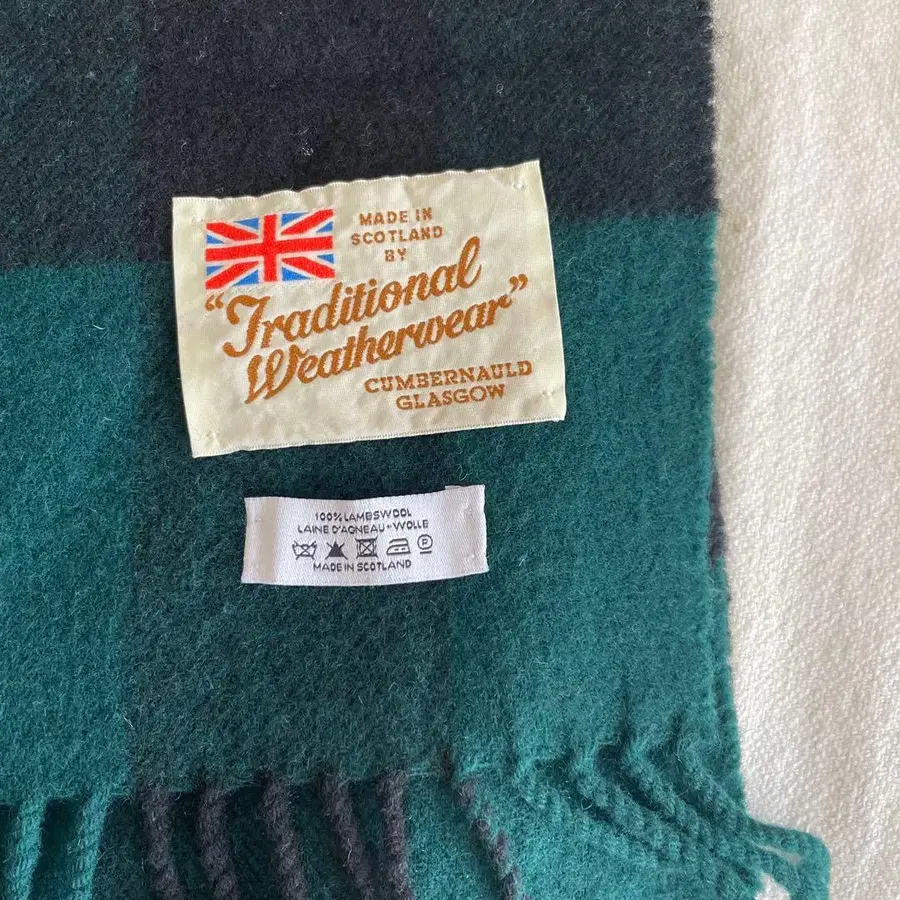 MADE IN
SCOTLAND
BY
"Traditional
Weatherwear"
CUMBERNAULD
GLASGOW
100% LAMBSWOOL
LAINE D'AGNEAU - WOLLE
P
MADE IN SCOTLAND